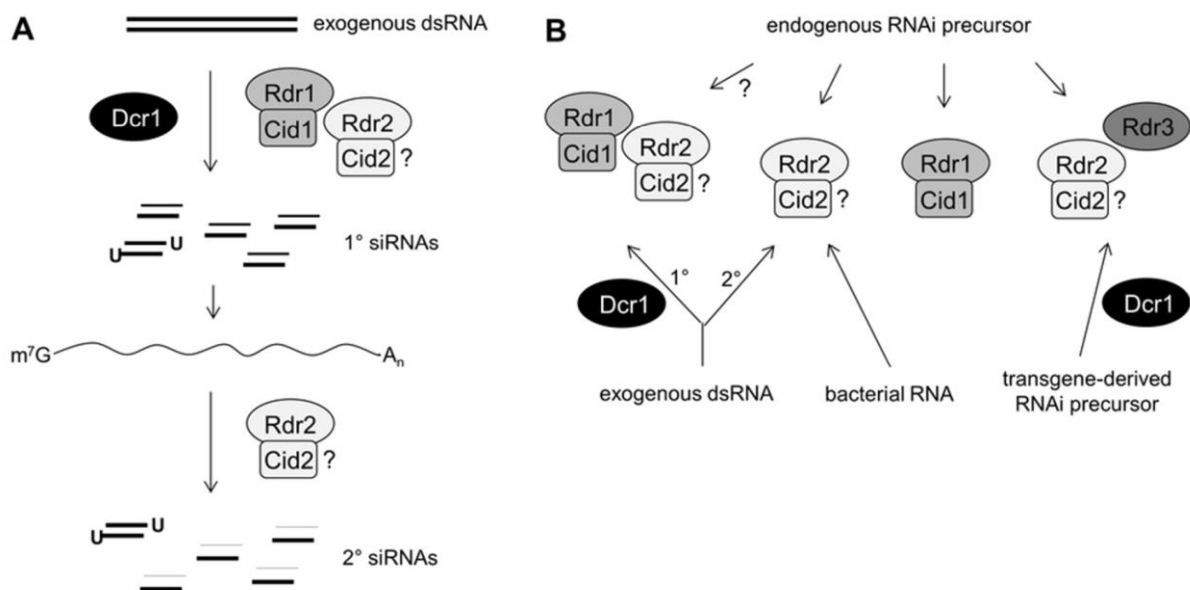 A
exogenous dsRNA
Dcr1
Rdr1
Cid1
Rdr2
Cid2 ?
U
U
1° siRNAs
m⁷G
Aₙ
Rdr2
Cid2 ?
U
U
2° siRNAs
B
endogenous RNAi precursor
?
Rdr1
Cid1
Rdr2
Cid2 ?
Rdr2
Cid2 ?
Rdr1
Cid1
Rdr3
Rdr2
Cid2 ?
Dcr1
1°
2°
Dcr1
exogenous dsRNA
bacterial RNA
transgene-derived
RNAi precursor